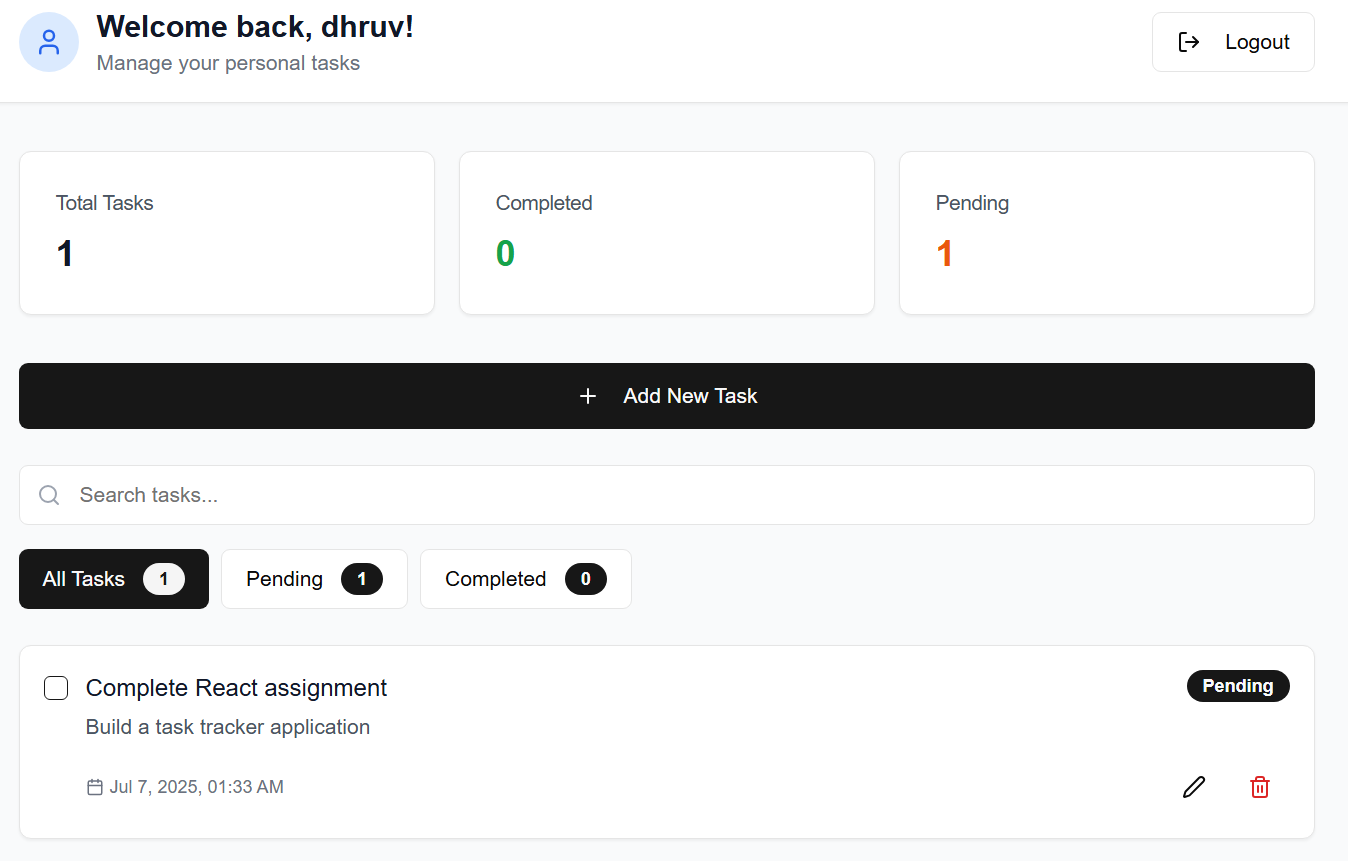 Welcome back, dhruv!
Manage your personal tasks
Logout
Total Tasks
1
Completed
0
Pending
1
Add New Task
Search tasks...
All Tasks 1
Pending 1
Completed 0
Complete React assignment
Pending
Build a task tracker application
Jul 7, 2025, 01:33 AM